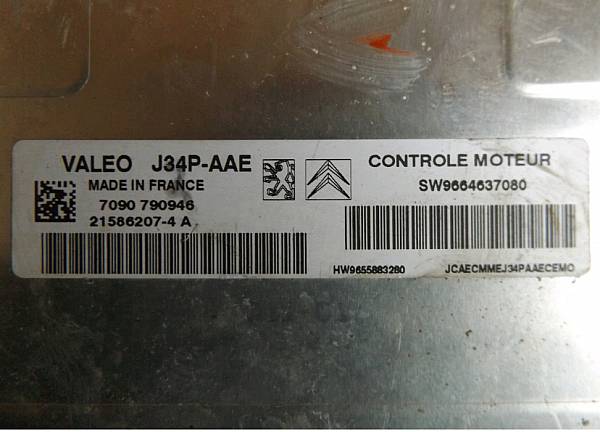 VALEO J34P-AAE
MADE IN FRANCE
7090 790946
21586207-4 A
CONTROLE MOTEUR
SW9664637080
HW9655883280
JCAECMMEJ34PAAECEMO